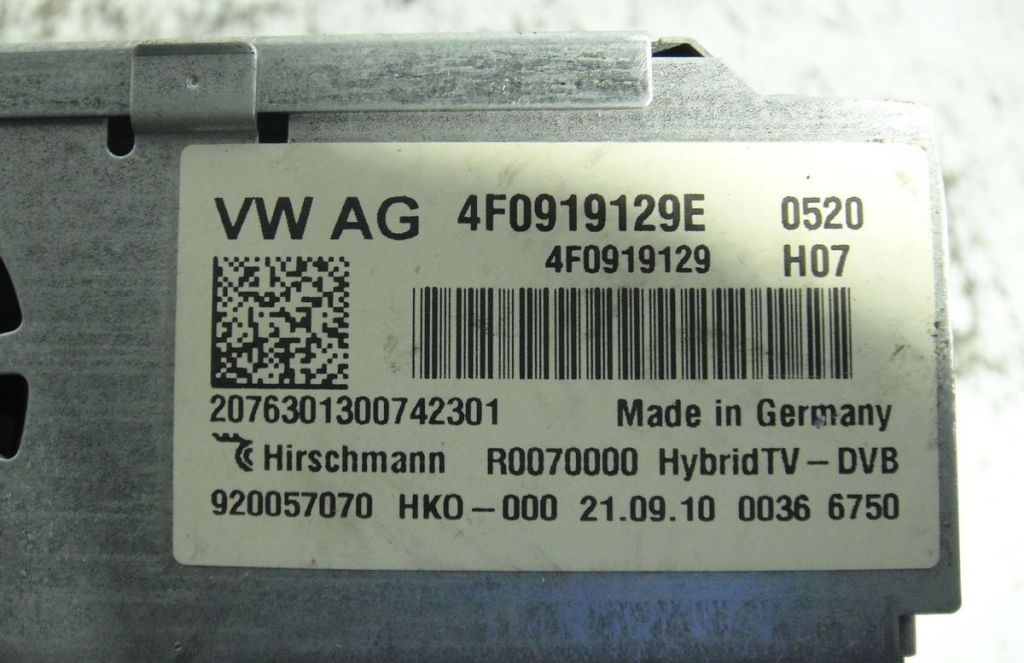 VW AG 4F0919129E 0520
4F0919129 H07
2076301300742301 Made in Germany
Hirschmann R0070000 HybridTV-DVB
920057070 HKO-000 21.09.10 0036 6750